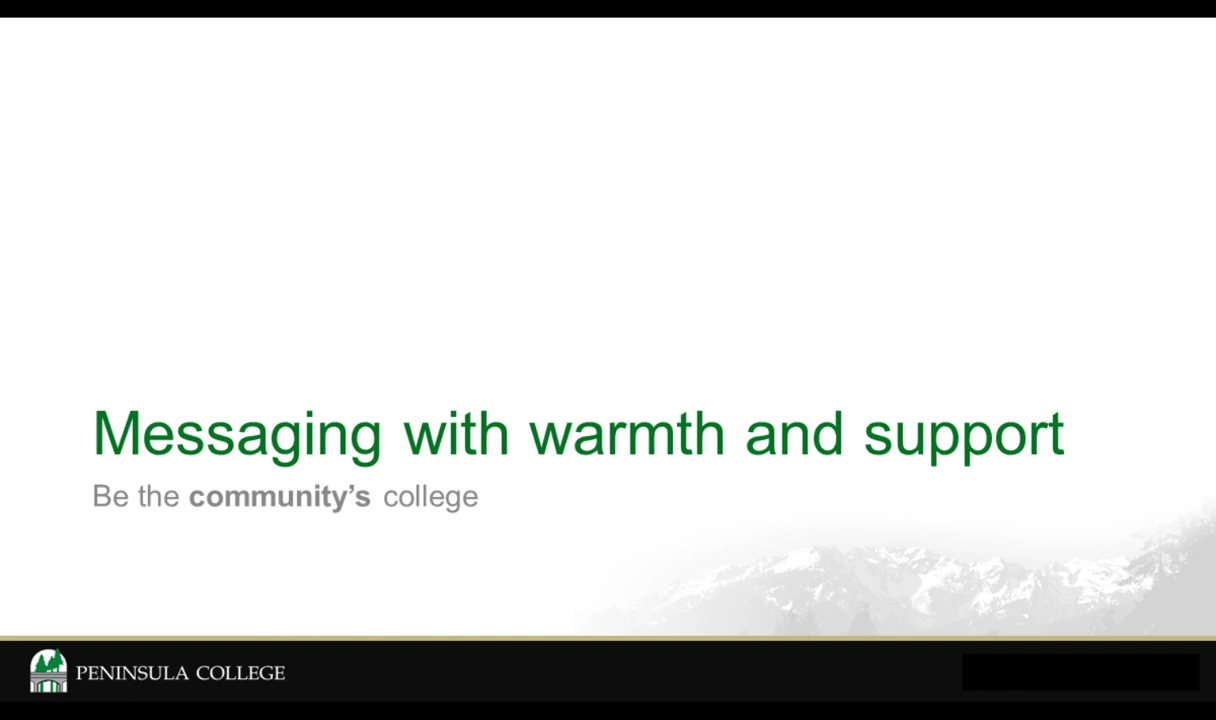 Messaging with warmth and support
Be the community’s college
PENINSULA COLLEGE